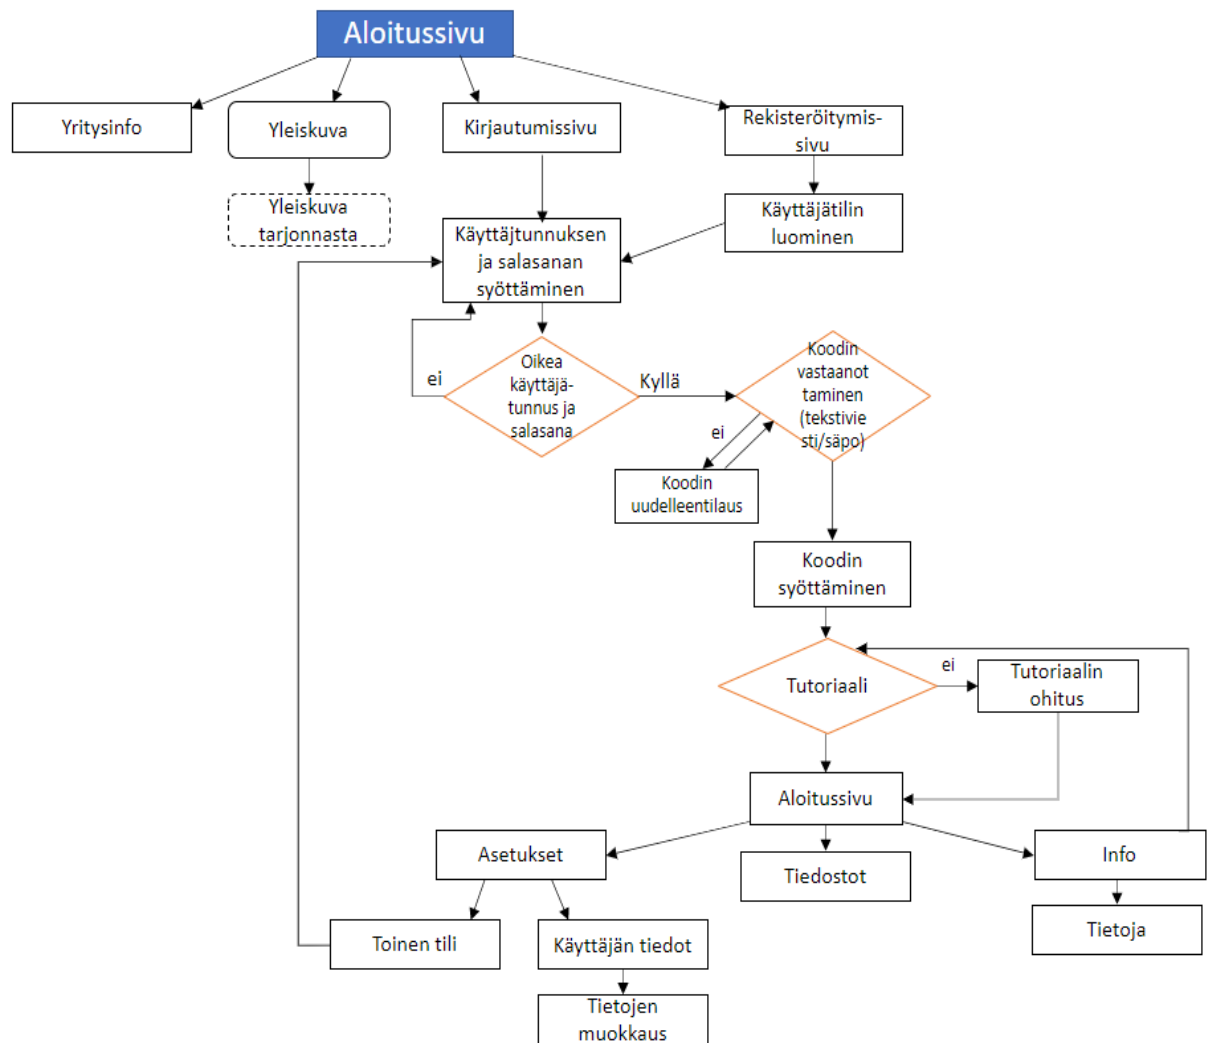 Aloitussivu
Yritysinfo
Yleiskuva
Kirjautumissivu
Rekisteröitymis-
sivu
Yleiskuva
tarjonnasta
Käyttäjtunnuksen
ja salasanan
syöttäminen
Käyttäjätilin
luominen
Oikea
käyttäjä-
tunnus ja
salasana
ei
Kyllä
Koodin
vastaanot
taminen
(tekstivie
sti/säpo)
ei
Koodin
uudelleentilaus
Koodin
syöttäminen
Tutoriaali
ei
Tutoriaalin
ohitus
Aloitussivu
Asetukset
Tiedostot
Info
Toinen tili
Käyttäjän tiedot
Tietoja
Tietojen
muokkaus